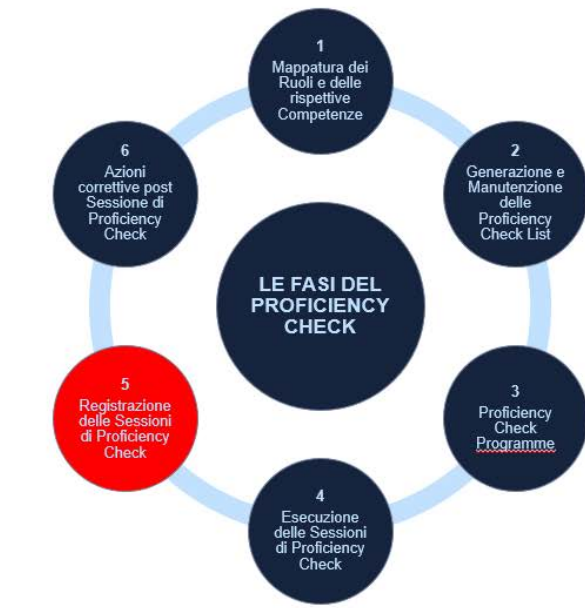 1
Mappatura dei
Ruoli e delle
rispettive
Competenze
2
Generazione e
Manutenzione
delle
Proficiency
Check List
3
Proficiency
Check
Programme
4
Esecuzione
delle Sessioni
di Proficiency
Check
5
Registrazione
delle Sessioni
di Proficiency
Check
6
Azioni
correttive post
Sessione di
Proficiency
Check
LE FASI DEL
PROFICIENCY
CHECK